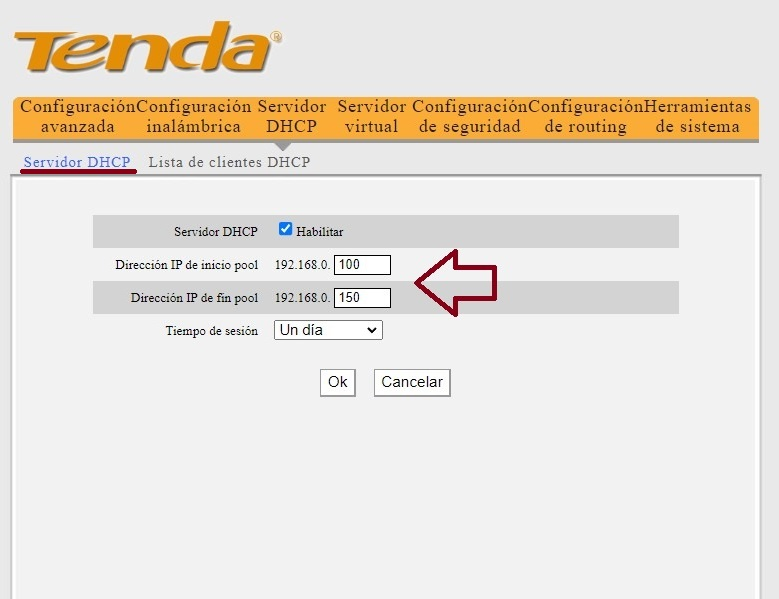 Tenda®
Configuración Configuración Servidor Servidor Configuración Configuración Herramientas
avanzada inalámbrica DHCP virtual de seguridad de routing de sistema
Servidor DHCP Lista de clientes DHCP
Servidor DHCP Habilitar
Dirección IP de inicio pool 192.168.0. 100
Dirección IP de fín pool 192.168.0. 150
Tiempo de sesión Un día
Ok Cancelar